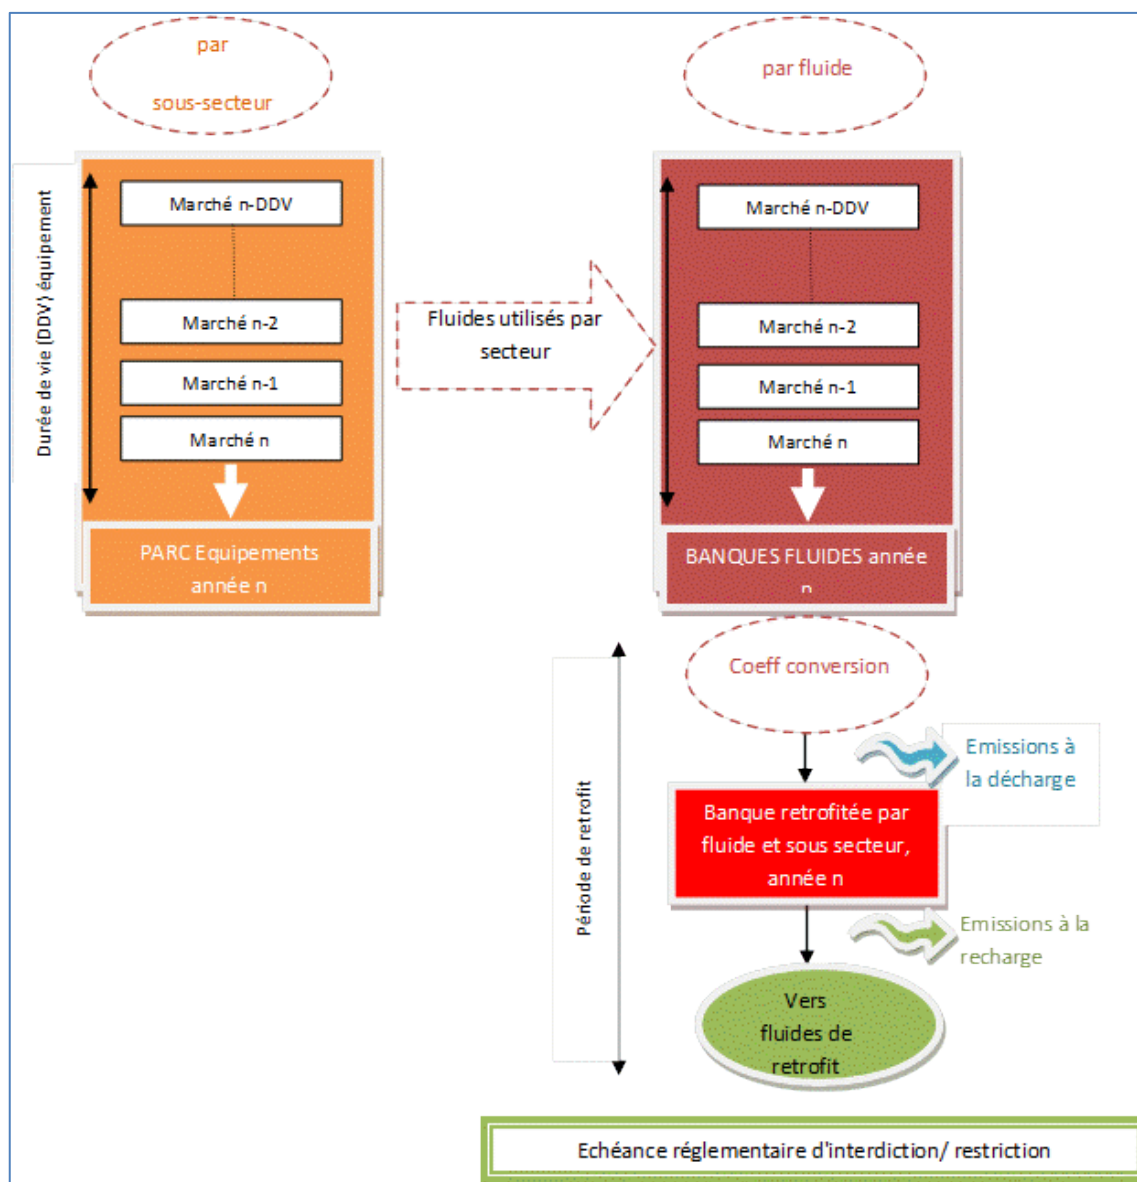 par
sous-secteur
par fluide
Durée de vie (DDV) équipement
Marché n-DDV
Marché n-2
Marché n-1
Marché n
PARC Equipements
année n
Fluides utilisés par
secteur
Marché n-DDV
Marché n-2
Marché n-1
Marché n
BANQUES FLUIDES année
n
Période de retrofit
Coeff conversion
Emissions à
la décharge
Banque retrofitée par
fluide et sous secteur,
année n
Emissions à la
recharge
Vers
fluides de
retrofit
Echéance réglementaire d'interdiction/ restriction